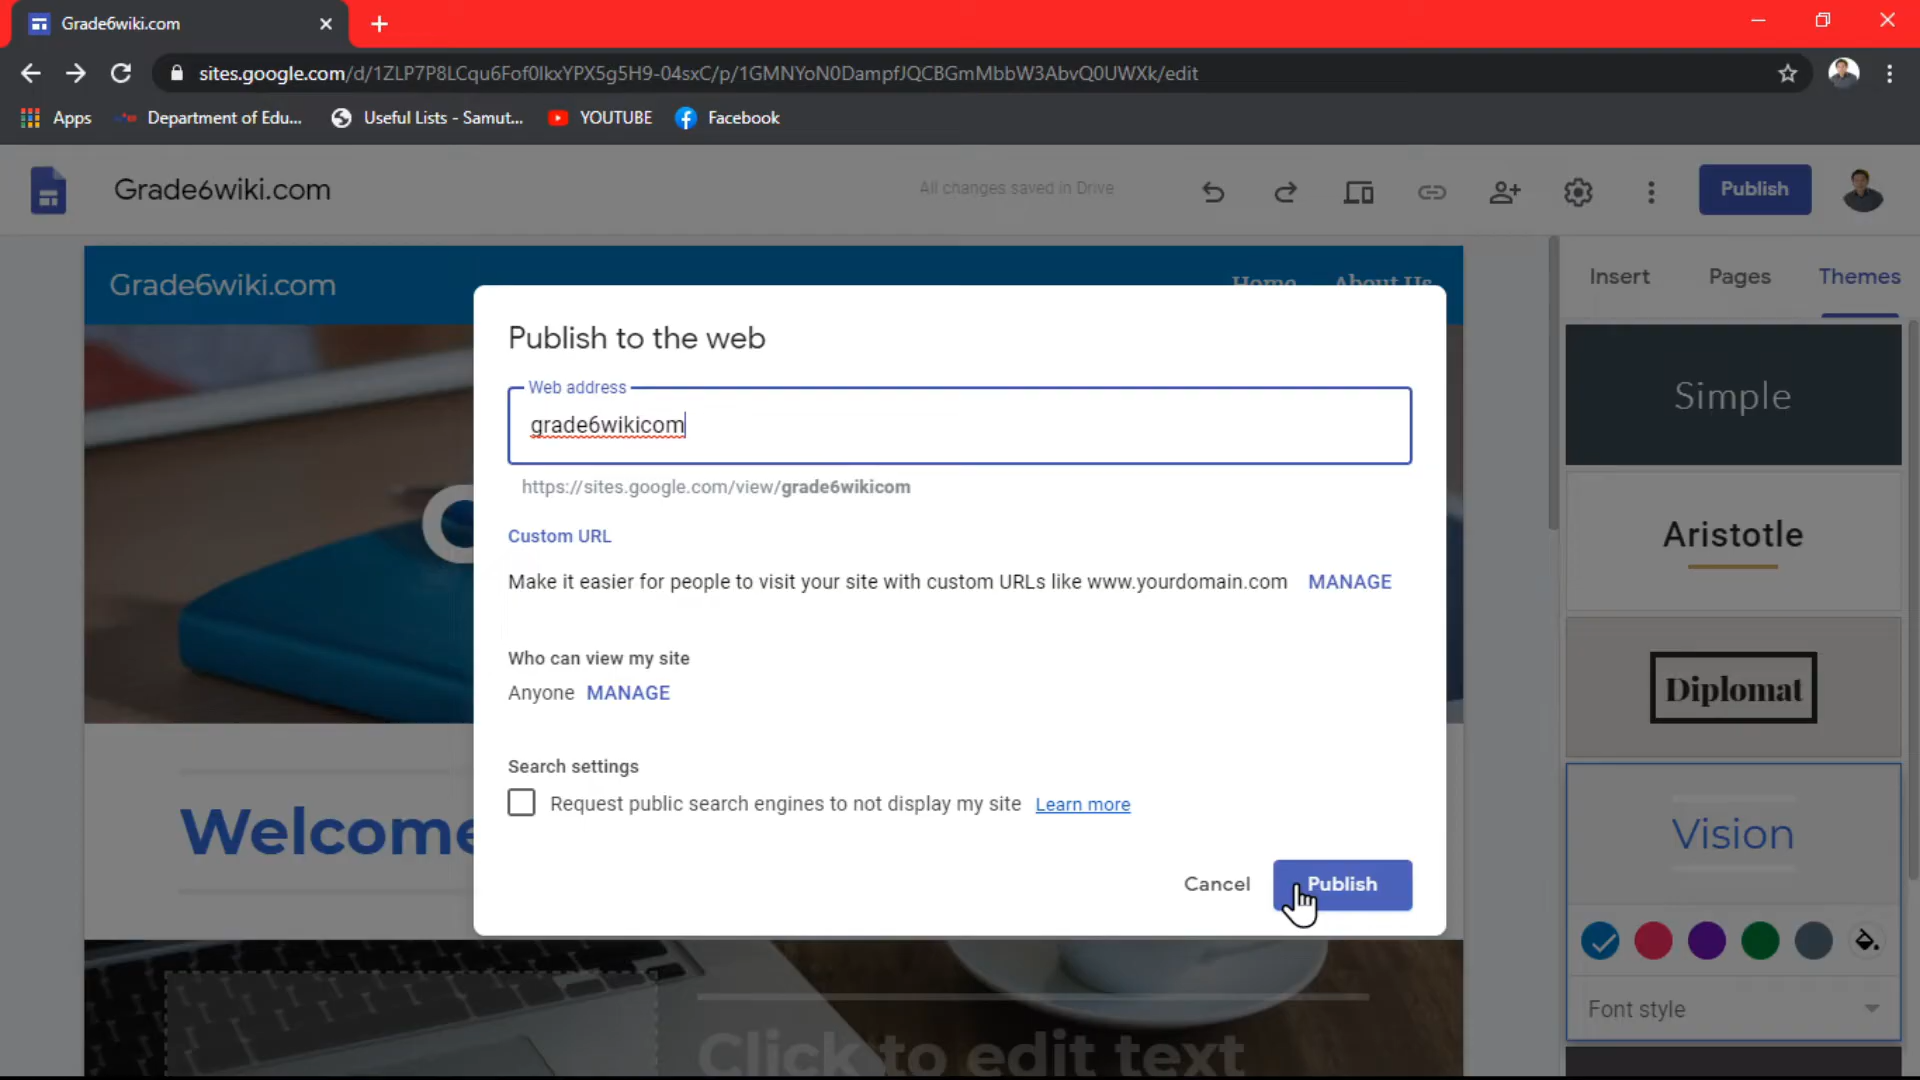 Grade6wiki.com
sites.google.com/d/1ZLP7P8LCqu6Fof0IkxYPX5g5H9-04sxC/p/1GMNYoN0DampfJQCBGmMbbW3AbvQ0UWXk/edit
Apps Department of Edu... Useful Lists - Samut... YOUTUBE Facebook
Grade6wiki.com All changes saved in Drive Publish
Grade6wiki.com Home About Us
Insert Pages Themes
Publish to the web
Web address
grade6wikicom
https://sites.google.com/view/grade6wikicom
Custom URL
Make it easier for people to visit your site with custom URLs like www.yourdomain.com MANAGE
Who can view my site
Anyone MANAGE
Search settings
Request public search engines to not display my site Learn more
Cancel Publish
Welcome
Click to edit text
Simple
Aristotle
Diplomat
Vision
Font style